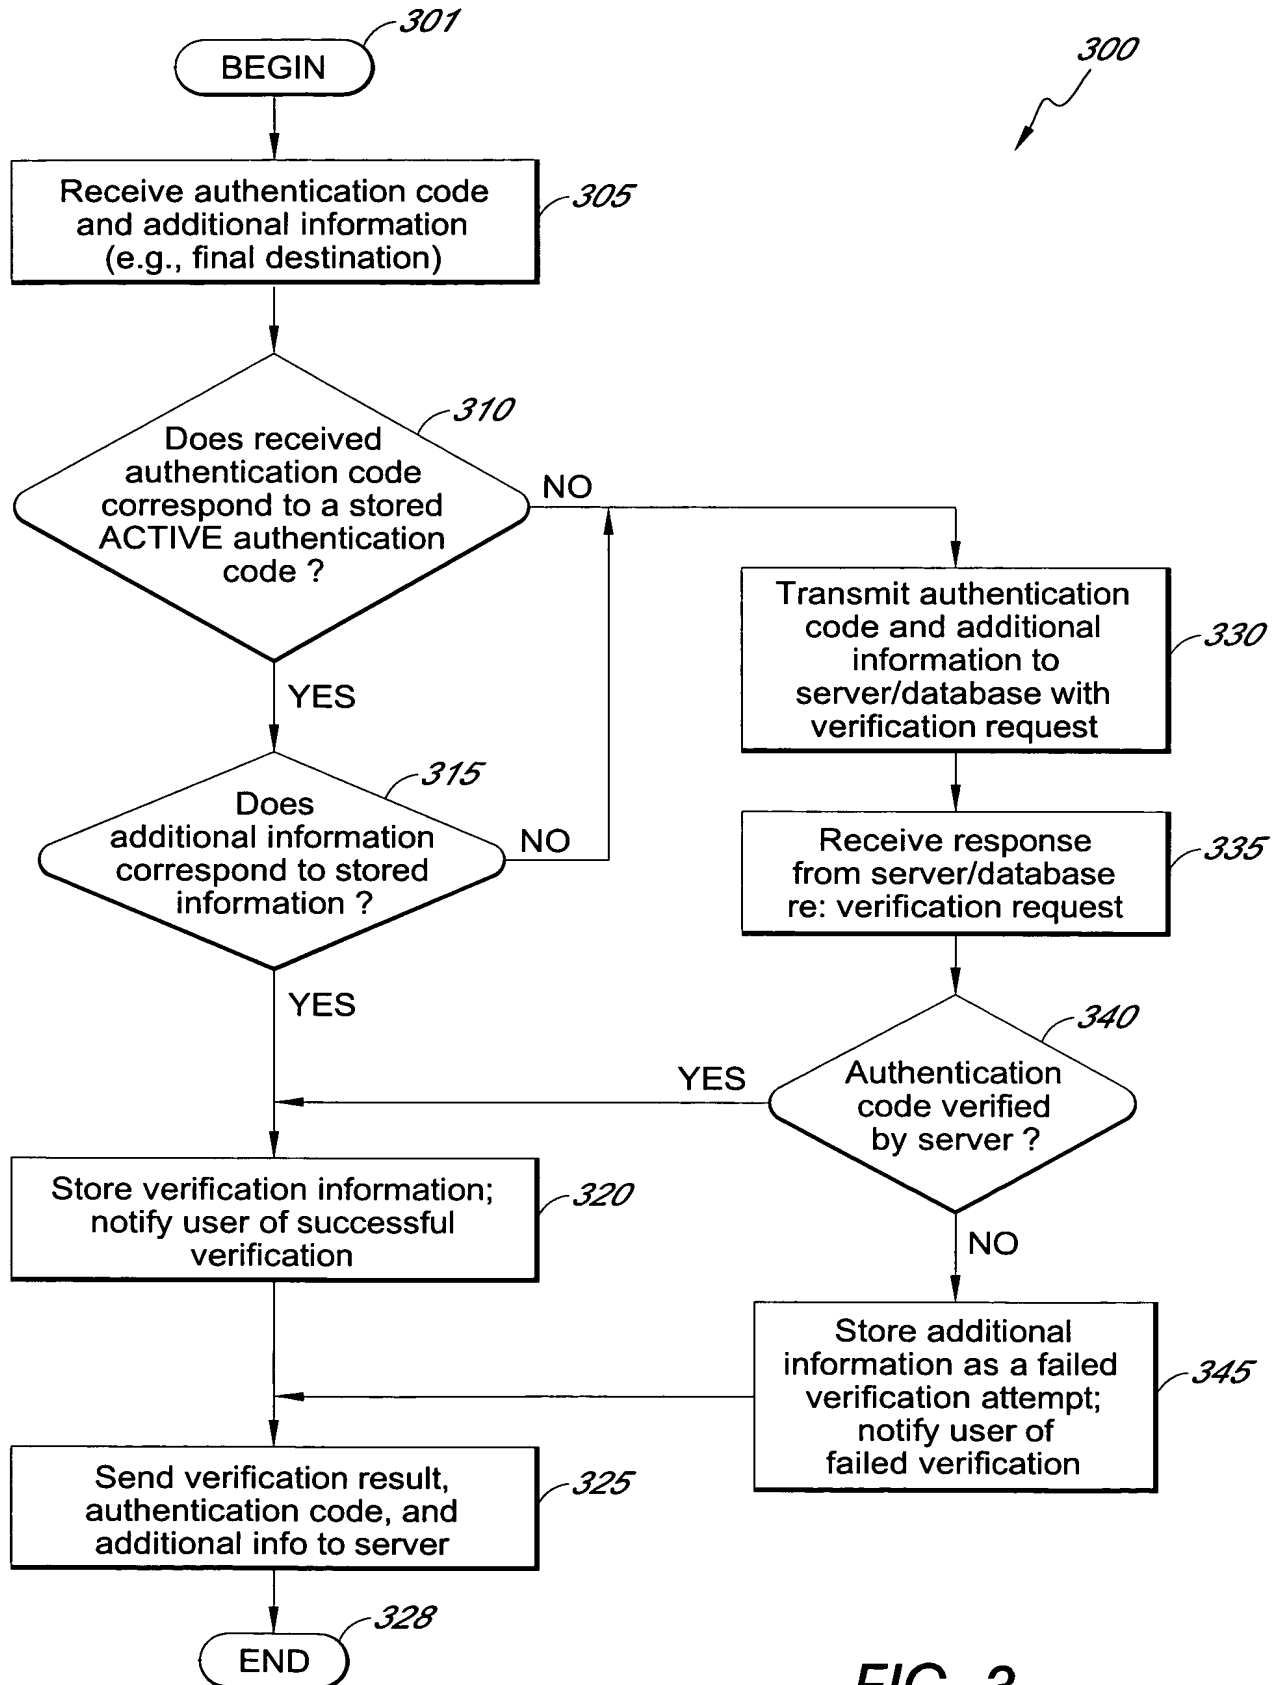 301
BEGIN
300
Receive authentication code
and additional information
(e.g., final destination)
305
310
Does received
authentication code
correspond to a stored
ACTIVE authentication
code ?
NO
YES
Transmit authentication
code and additional
information to
server/database with
verification request
330
315
Does
additional information
correspond to stored
information ?
NO
YES
Receive response
from server/database
re: verification request
335
340
Authentication
code verified
by server ?
YES
NO
Store verification information;
notify user of successful
verification
320
Store additional
information as a failed
verification attempt;
notify user of
failed verification
345
Send verification result,
authentication code, and
additional info to server
325
328
END
FIG. 3